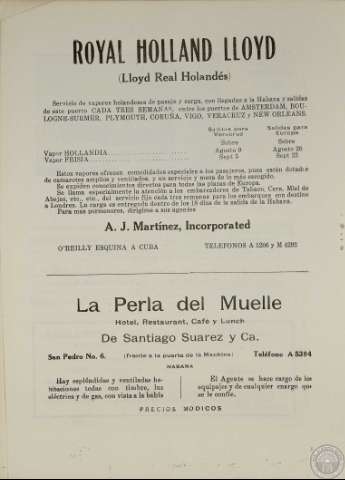 ROYAL HOLLAND LLOYD
(Lloyd Real Holandés)
Servicio de vapores holandeses de pasaje y carga, con llegadas a la Habana y salidas
de este puerto CADA TRES SEMANAS, entre los puertos de AMSTERDAM, BOU-
LOGNE-SURMER, PLYMOUTH, CORUÑA, VIGO, VERACRUZ y NEW ORLEANS.
Salidas para Veracruz
Salidas para Europa
Sobre Sobre
Vapor HOLLANDIA Agosto 9 Agosto 26
Vapor FRISIA Sept 5 Sept 22
Estos vapores ofrecen comodidades especiales a los pasajeros, pues están dotados
de camarotes amplios y ventilados, y un servicio y mesa de lo más escogido.
Se expiden conocimientos directos para todas las plazas de Europa.
Se llama especialmente la atención a los embarcadores de Tabaco, Cera, Miel de
Abejas, etc., etc., del servicio fijo cada tres semanas para los embarques con destino
a Londres. La carga es entregada dentro de los 18 días de la salida de la Habana.
Para mas pormenores, dirigirse a sus agentes
A. J. Martínez, Incorporated
O'REILLY ESQUINA A CUBA TELEFONOS A 1206 y M
La Perla del Muelle
Hotel, Restaurant, Café y Lunch
De Santiago Suarez y Ca.
San Pedro No. 6. (frente a la puerta de la Machina) Teléfono A 5394
HABANA
Hay espléndidas y ventiladas ha-
bitaciones todas con timbre, luz
eléctrica y de gas, con vista a la bahía
El Agente se hace cargo de los
equipajes y de cualquier encargo que
se le confíe.
PRECIOS MODICOS